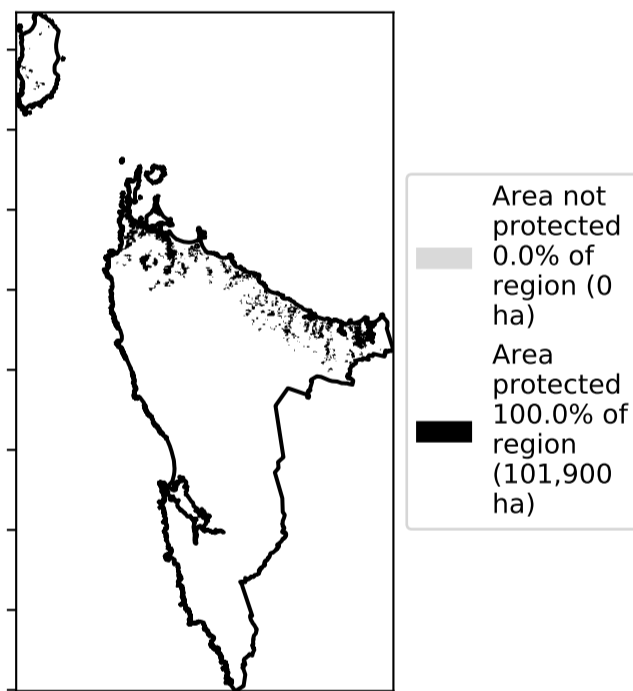 Area not
protected
0.0% of
region (0
ha)
Area
protected
100.0% of
region
(101,900
ha)